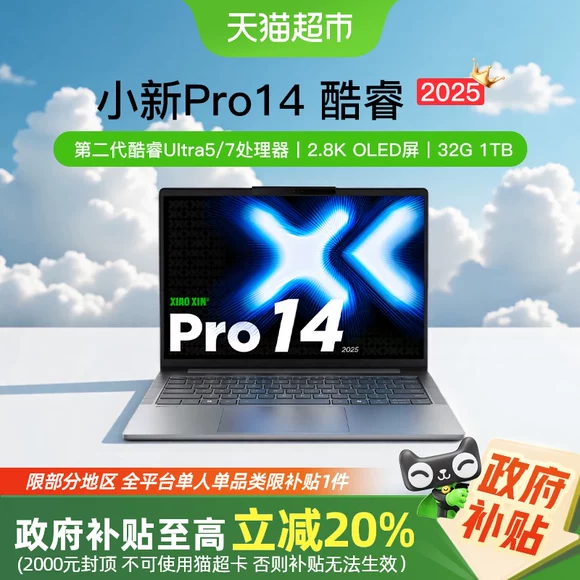 天猫超市
小新Pro14 酷睿 2025
第二代酷睿Ultra5/7处理器|2.8K OLED屏|32G 1TB
XIAO XIN
Pro 14
2025
限部分地区 全平台单人单品类限补贴1件
政府补贴
政府补贴至高 立减20%
(2000元封顶 不可使用猫超卡 否则补贴无法生效)